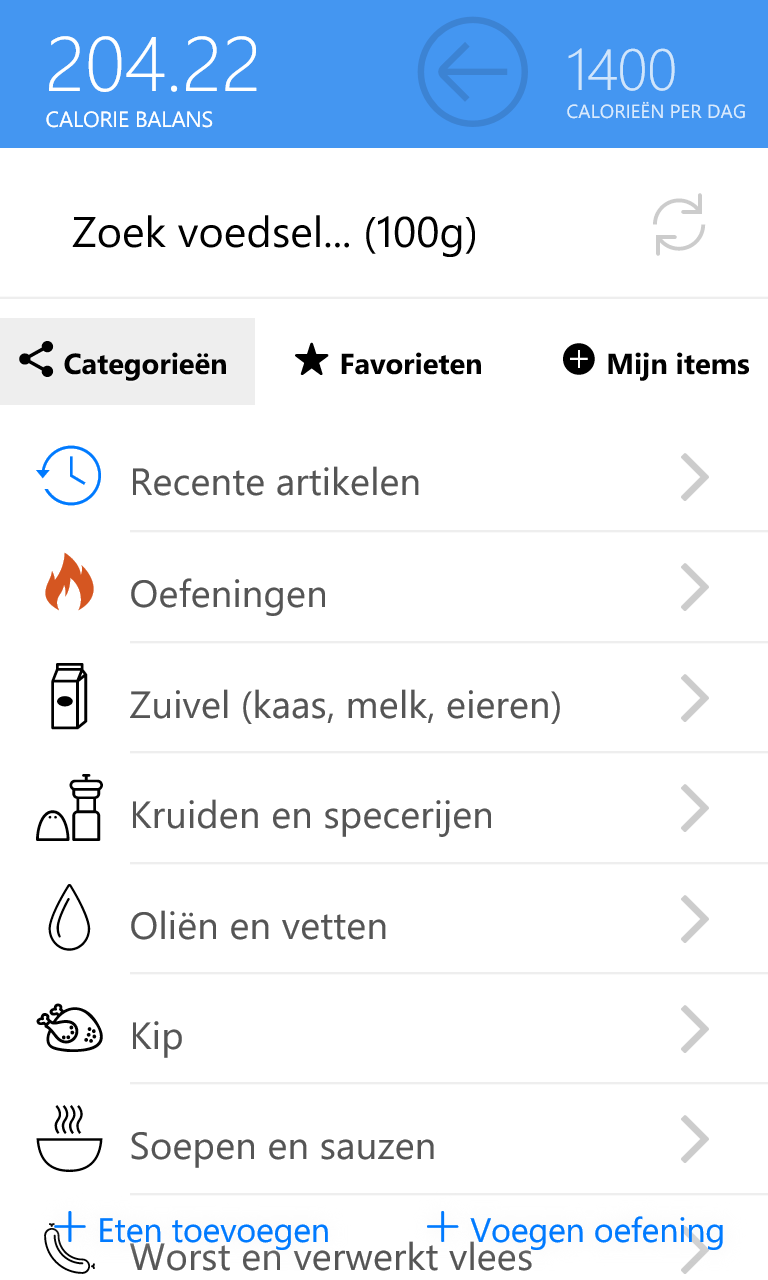 204.22
CALORIE BALANS
1400
CALORIEËN PER DAG
Zoek voedsel... (100g)
Categorieën
Favorieten
Mijn items
Recente artikelen
Oefeningen
Zuivel (kaas, melk, eieren)
Kruiden en specerijen
Oliën en vetten
Kip
Soepen en sauzen
Eten toevoegen
Voegen oefening
Worst en verwerkt vlees